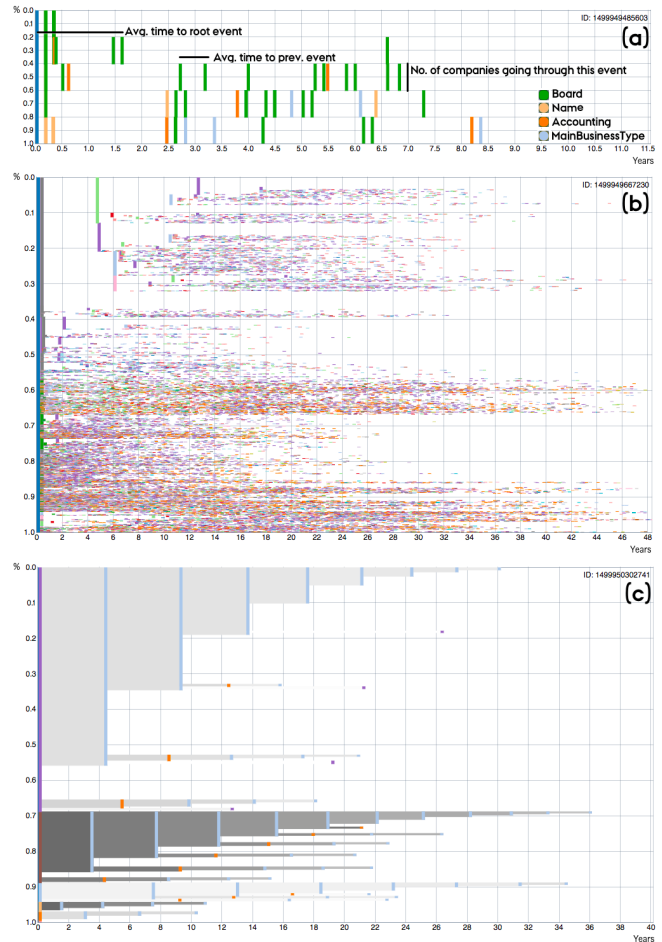 %
ID: 1499949485603
0.0
0.1
0.2
0.3
0.4
0.5
0.6
0.7
0.8
0.9
1.0
Avg. time to root event
(a)
Avg. time to prev. event
No. of companies going through this event
Board
Name
Accounting
MainBusinessType
0.0 0.5 1.0 1.5 2.0 2.5 3.0 3.5 4.0 4.5 5.0 5.5 6.0 6.5 7.0 7.5 8.0 8.5 9.0 9.5 10.0 10.5 11.0 11.5
Years
%
ID: 1499949667230
0.0
(b)
0.1
0.2
0.3
0.4
0.5
0.6
0.7
0.8
0.9
1.0
0 2 4 6 8 10 12 14 16 18 20 22 24 26 28 30 32 34 36 38 40 42 44 46 48
Years
%
ID: 1499950302741
0.0
(c)
0.1
0.2
0.3
0.4
0.5
0.6
0.7
0.8
0.9
1.0
0 2 4 6 8 10 12 14 16 18 20 22 24 26 28 30 32 34 36 38 40
Years